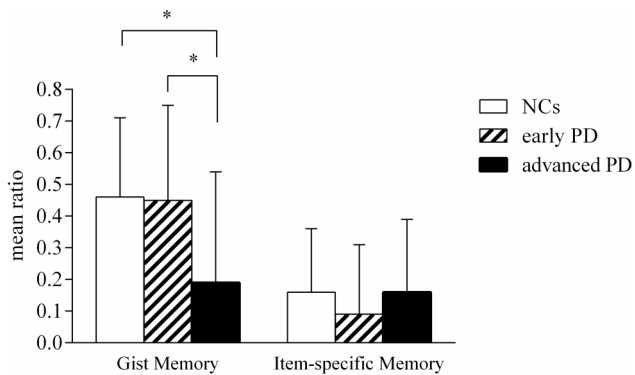 *
*
0.8
0.7
0.6
0.5
0.4
0.3
0.2
0.1
0.0
mean ratio
Gist Memory
Item-specific Memory
NCs
early PD
advanced PD